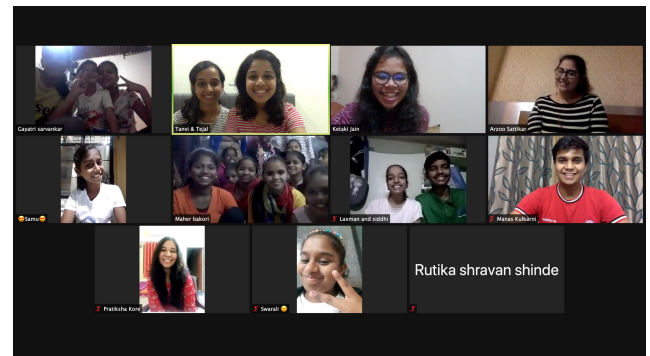 Gayatri sarvankar
Tanvi & Tejal
Ketaki Jain
Arzoo Sattikar
😍Samu😍
Maher bakori
Laxman and siddhi
Manas Kulkarni
Pratiksha Kore
Swarali 😊
Rutika shravan shinde